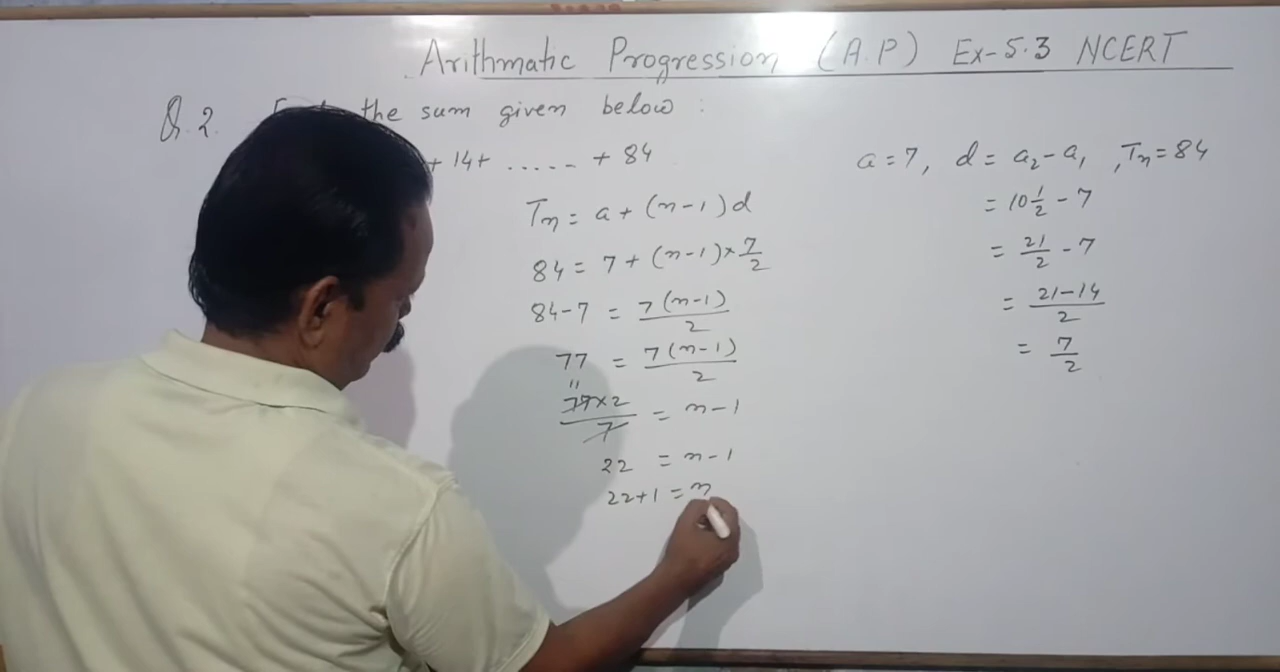 Arithmatic Progression (A.P) Ex-5.3 NCERT
Q.2 the sum given below :
+ 14+ ...... + 84
a = 7, d = a₂-a₁ , Tn = 84
= 10 1/2 - 7
= 21/2 - 7
= 21-14/2
= 7/2
Tn = a + (n-1) d
84 = 7 + (n-1) × 7/2
84-7 = 7(n-1)/2
77 = 7(n-1)/2
11
77×2/7 = n-1
22 = n-1
22+1 = n